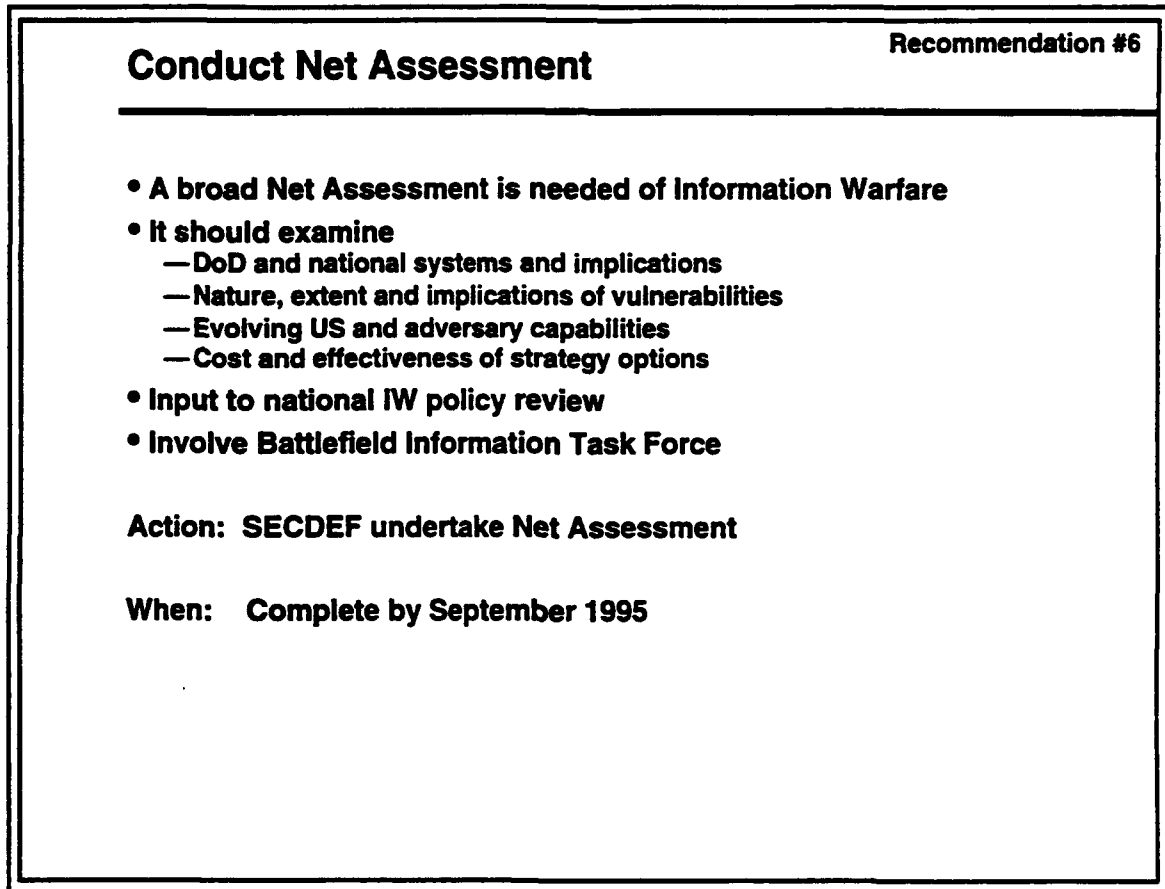 Recommendation #6
Conduct Net Assessment
• A broad Net Assessment is needed of Information Warfare
• It should examine
—DoD and national systems and implications
—Nature, extent and implications of vulnerabilities
—Evolving US and adversary capabilities
—Cost and effectiveness of strategy options
• Input to national IW policy review
• Involve Battlefield Information Task Force
Action: SECDEF undertake Net Assessment
When: Complete by September 1995